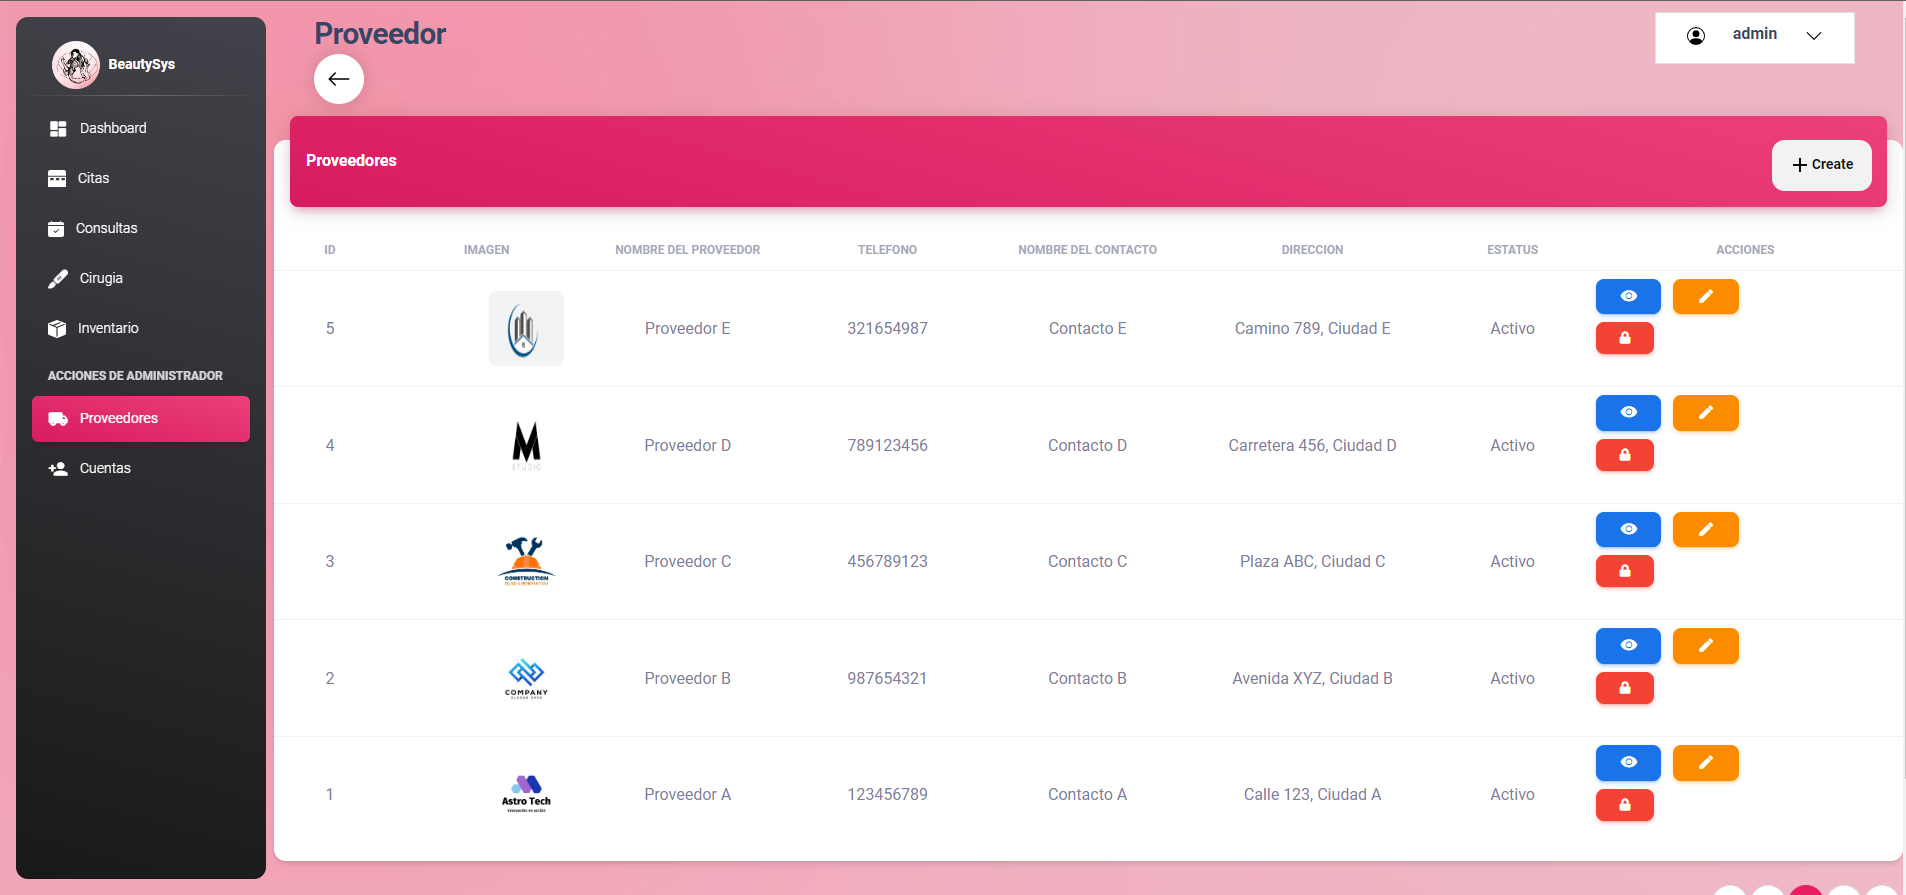 BeautySys
Dashboard
Citas
Consultas
Cirugia
Inventario
ACCIONES DE ADMINISTRADOR
Proveedores
Cuentas
Proveedor
admin
Proveedores
Create
ID IMAGEN NOMBRE DEL PROVEEDOR TELEFONO NOMBRE DEL CONTACTO DIRECCION ESTATUS ACCIONES
5 Proveedor E 321654987 Contacto E Camino 789, Ciudad E Activo
M
STUDIO
4 Proveedor D 789123456 Contacto D Carretera 456, Ciudad D Activo
CONSTRUCTION
3 Proveedor C 456789123 Contacto C Plaza ABC, Ciudad C Activo
COMPANY
2 Proveedor B 987654321 Contacto B Avenida XYZ, Ciudad B Activo
Astro Tech
1 Proveedor A 123456789 Contacto A Calle 123, Ciudad A Activo